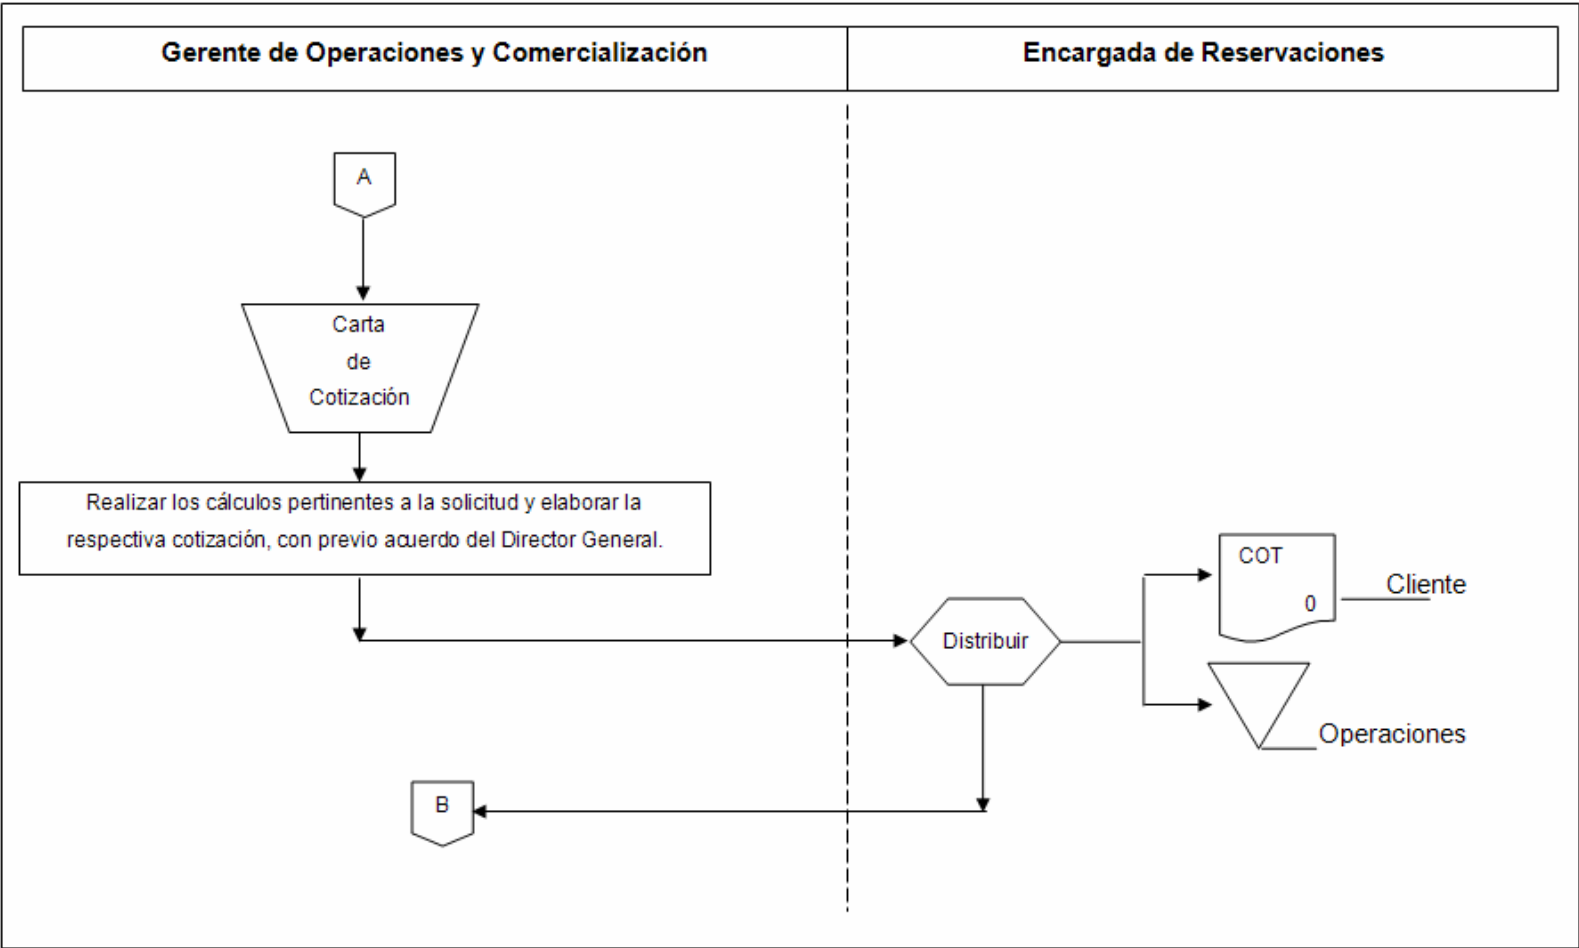 Gerente de Operaciones y Comercialización
Encargada de Reservaciones
A
Carta
de
Cotización
Realizar los cálculos pertinentes a la solicitud y elaborar la
respectiva cotización, con previo acuerdo del Director General.
COT
0
Cliente
Distribuir
Operaciones
B